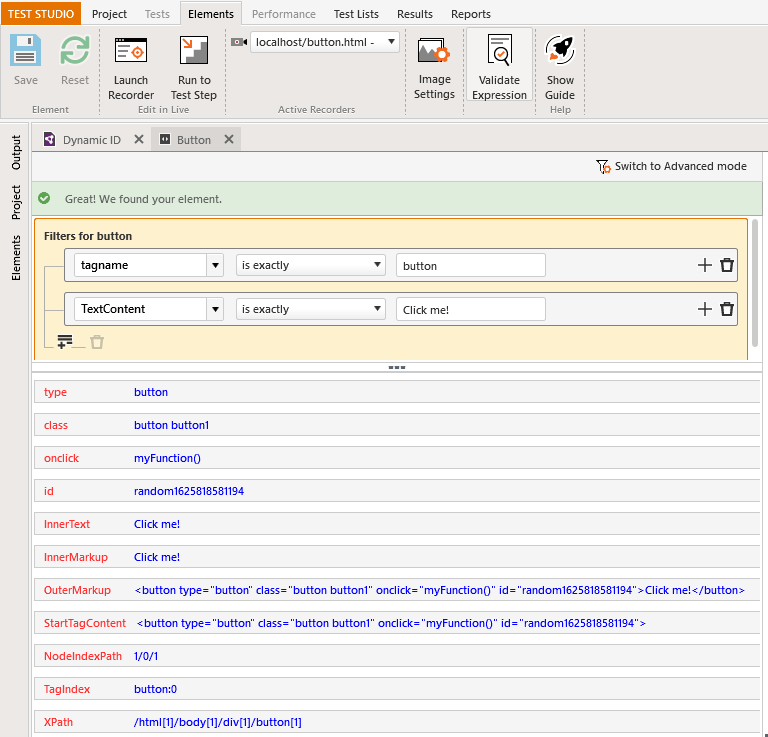 TEST STUDIO Project Tests Elements Performance Test Lists Results Reports
localhost/button.html -
Save Reset Launch Recorder Run to Test Step Image Settings Validate Expression Show Guide
Element Edit in Live Active Recorders Help
Output
Project
Elements
Dynamic ID Button
Switch to Advanced mode
Great! We found your element.
Filters for button
tagname is exactly button
TextContent is exactly Click me!
type button
class button button1
onclick myFunction()
id random1625818581194
InnerText Click me!
InnerMarkup Click me!
OuterMarkup <button type="button" class="button button1" onclick="myFunction()" id="random1625818581194">Click me!</button>
StartTagContent <button type="button" class="button button1" onclick="myFunction()" id="random1625818581194">
NodeIndexPath 1/0/1
TagIndex button:0
XPath /html[1]/body[1]/div[1]/button[1]